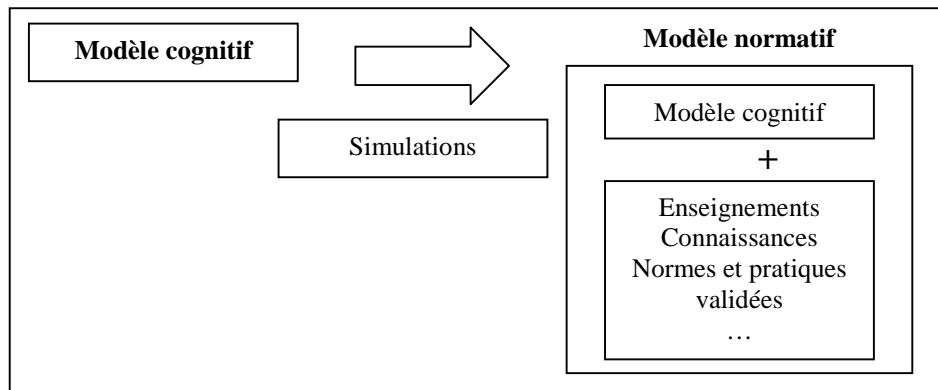 Modèle cognitif
Simulations
Modèle normatif
Modèle cognitif
+
Enseignements
Connaissances
Normes et pratiques
validées
…